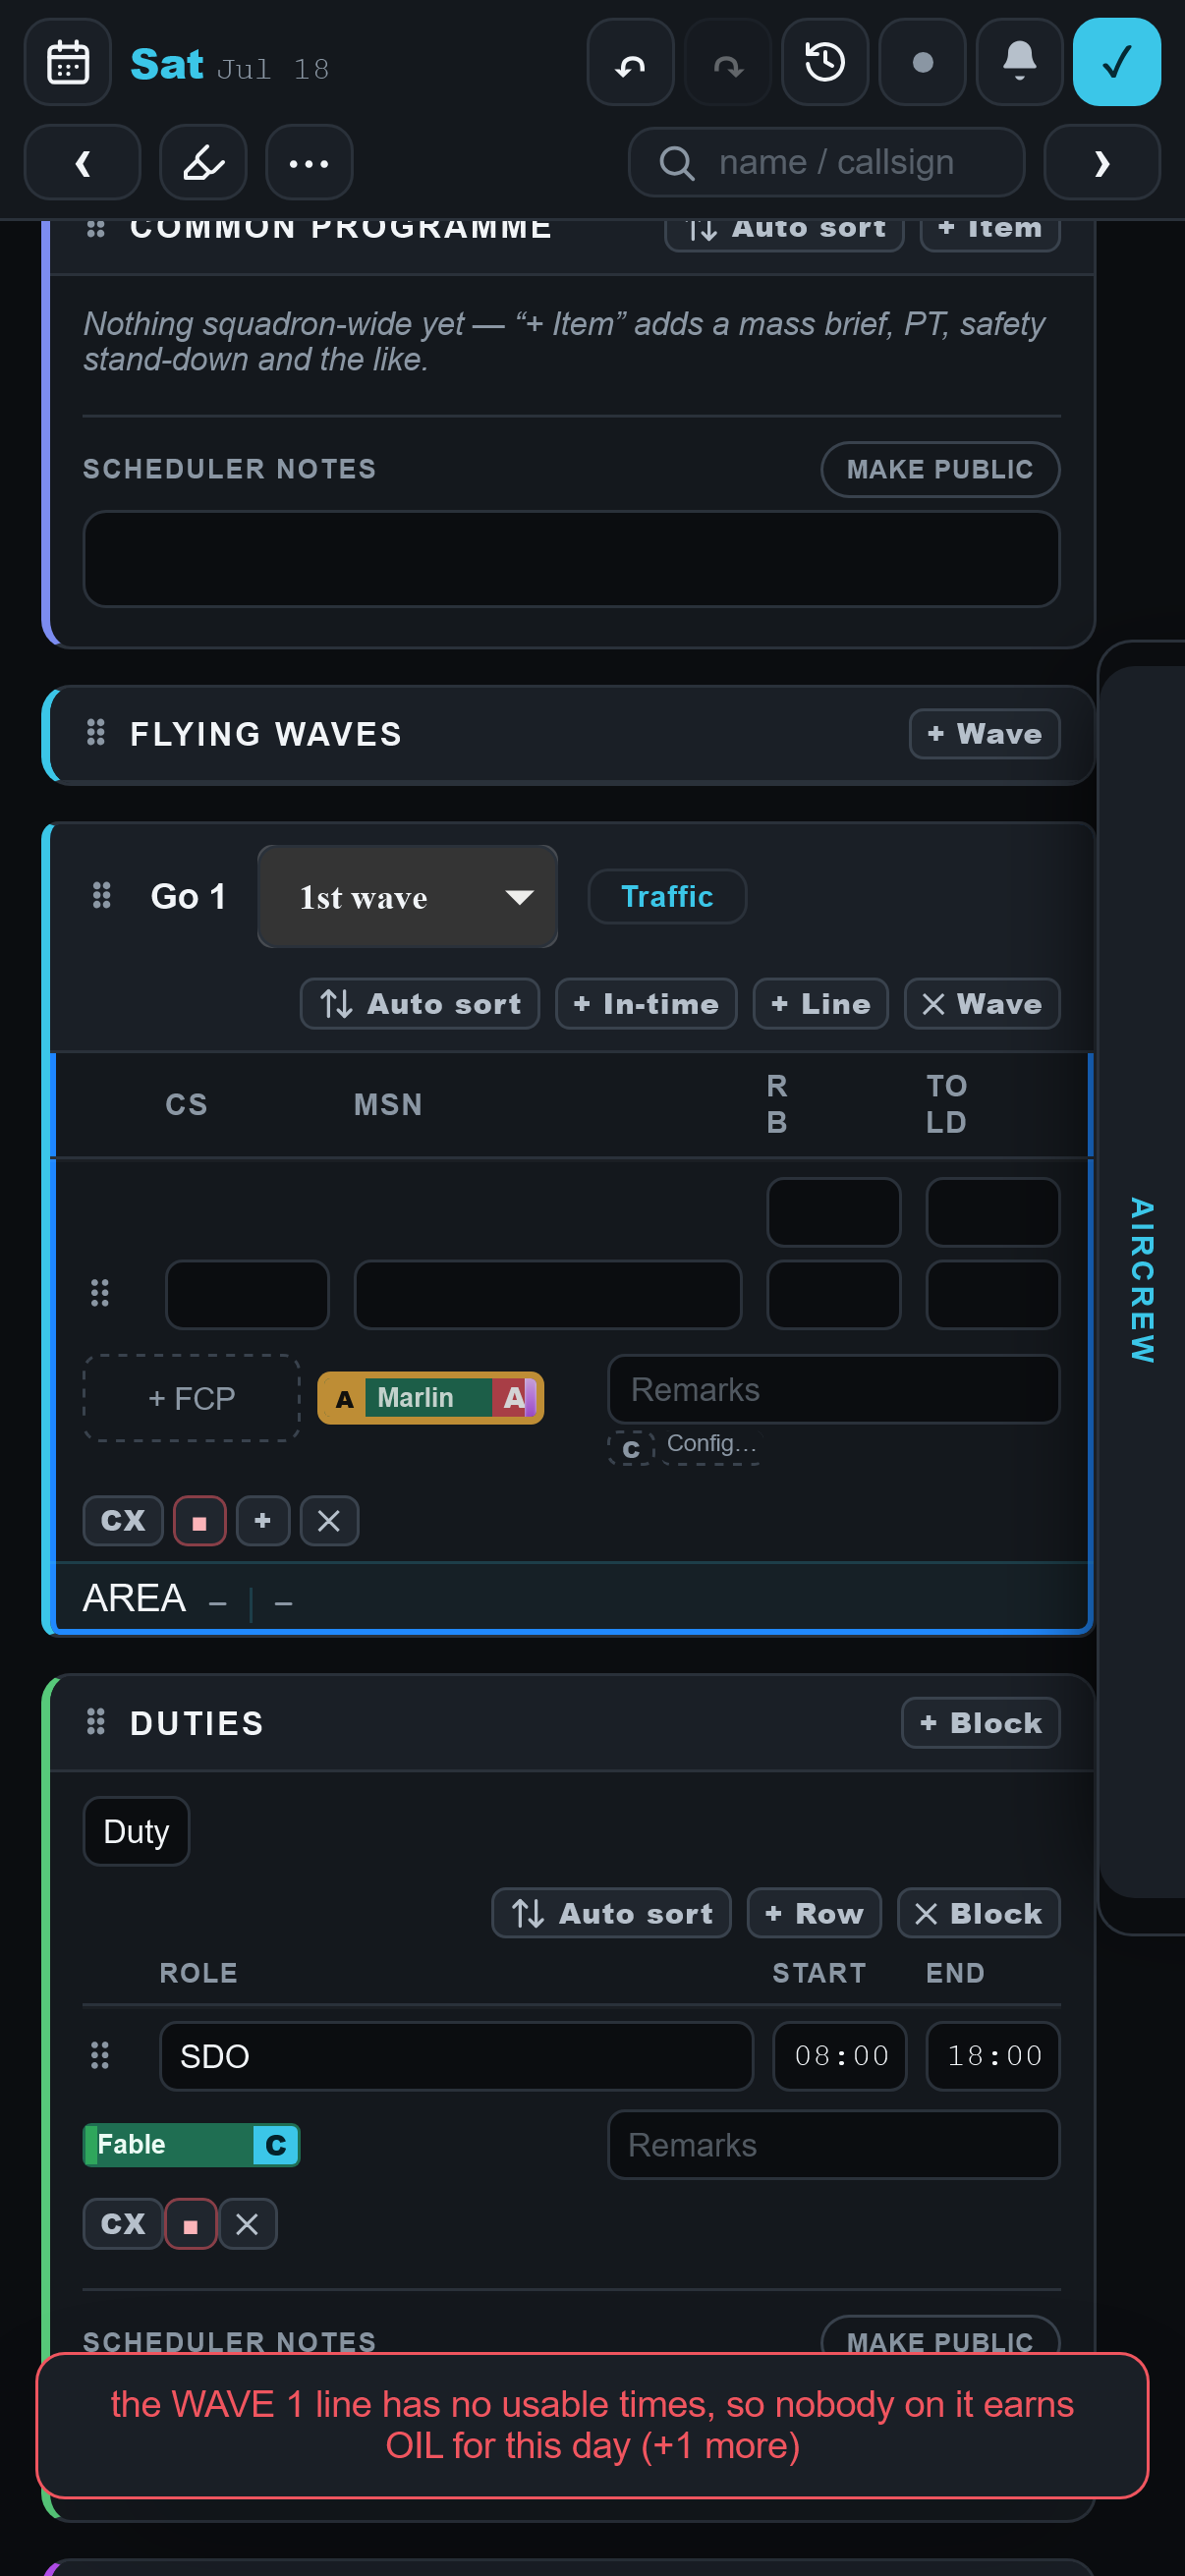 Sat Jul 18
name / callsign
COMMON PROGRAMME
Auto sort
+ Item
Nothing squadron-wide yet — “+ Item” adds a mass brief, PT, safety
stand-down and the like.
SCHEDULER NOTES
MAKE PUBLIC
FLYING WAVES
+ Wave
Go 1
1st wave
Traffic
Auto sort
+ In-time
+ Line
× Wave
CS
MSN
R
B
TO
LD
+ FCP
A Marlin A
Remarks
C Config…
CX
+
×
AREA – | –
AIRCREW
DUTIES
+ Block
Duty
Auto sort
+ Row
× Block
ROLE
START
END
SDO
08:00
18:00
Fable C
Remarks
CX
×
SCHEDULER NOTES
MAKE PUBLIC
the WAVE 1 line has no usable times, so nobody on it earns
OIL for this day (+1 more)